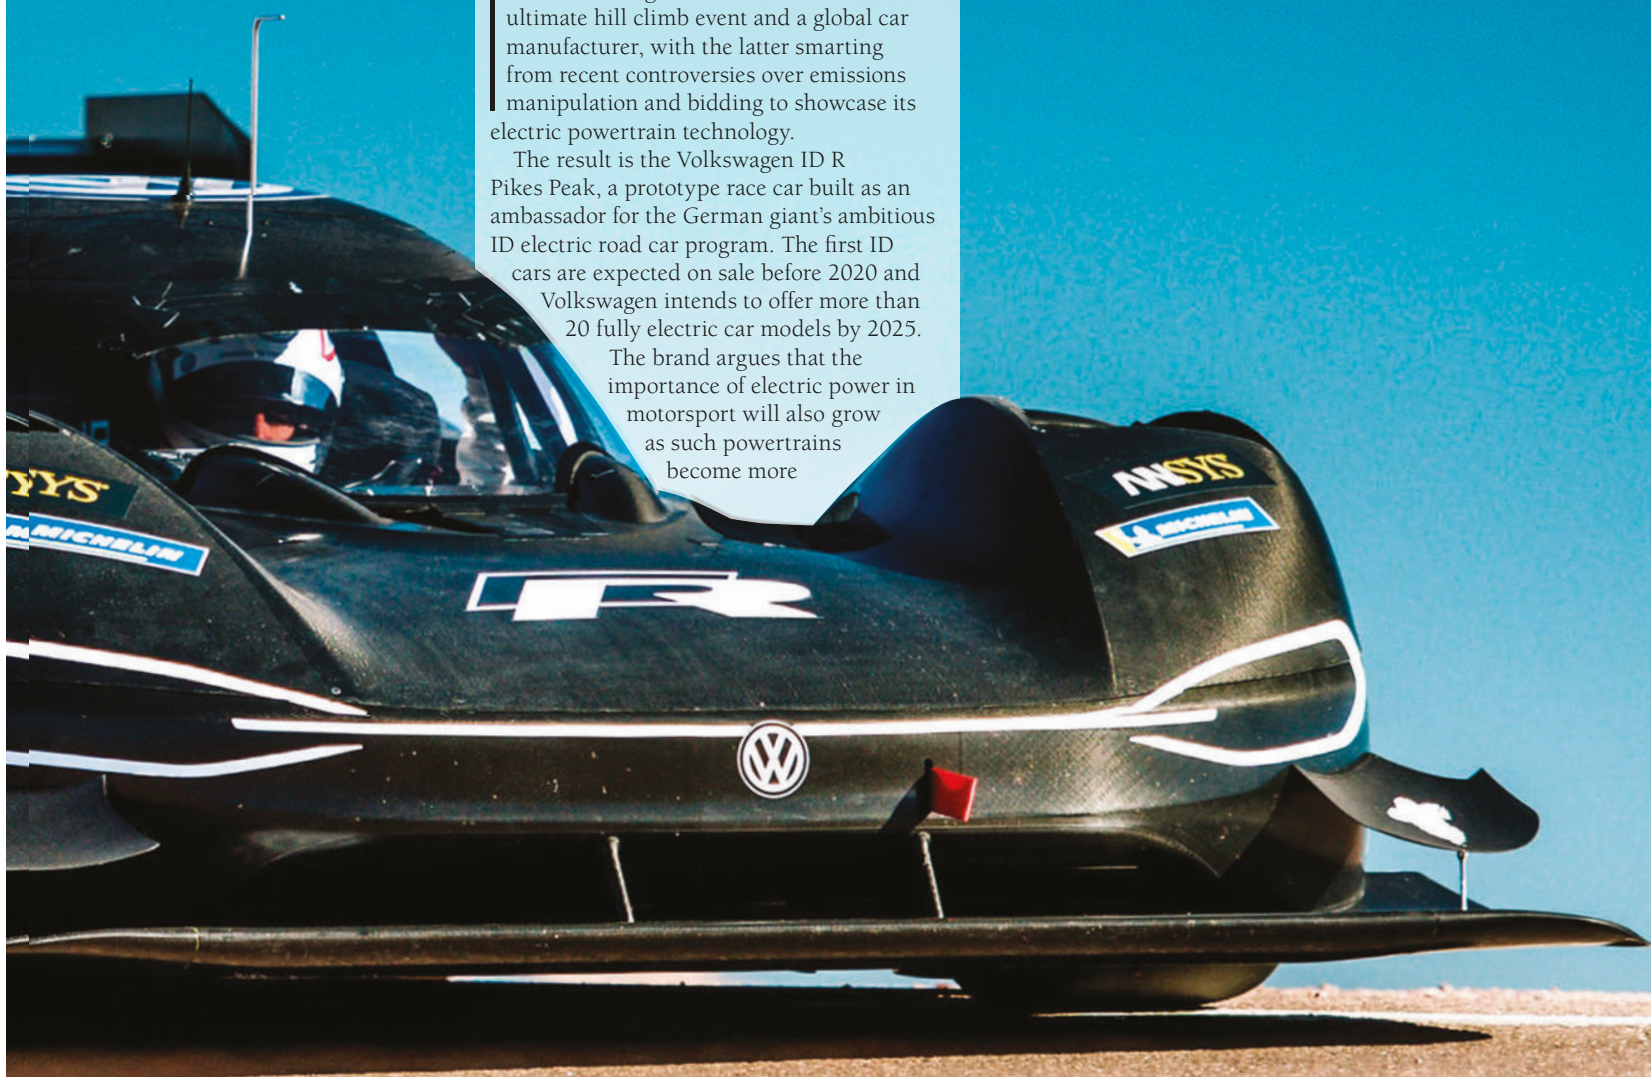 ultimate hill climb event and a global car
manufacturer, with the latter smarting
from recent controversies over emissions
manipulation and bidding to showcase its
electric powertrain technology.
The result is the Volkswagen ID R
Pikes Peak, a prototype race car built as an
ambassador for the German giant's ambitious
ID electric road car program. The first ID
cars are expected on sale before 2020 and
Volkswagen intends to offer more than
20 fully electric car models by 2025.
The brand argues that the
importance of electric power in
motorsport will also grow
as such powertrains
become more
ANSYS
MICHELIN
MICHELIN
R
VW